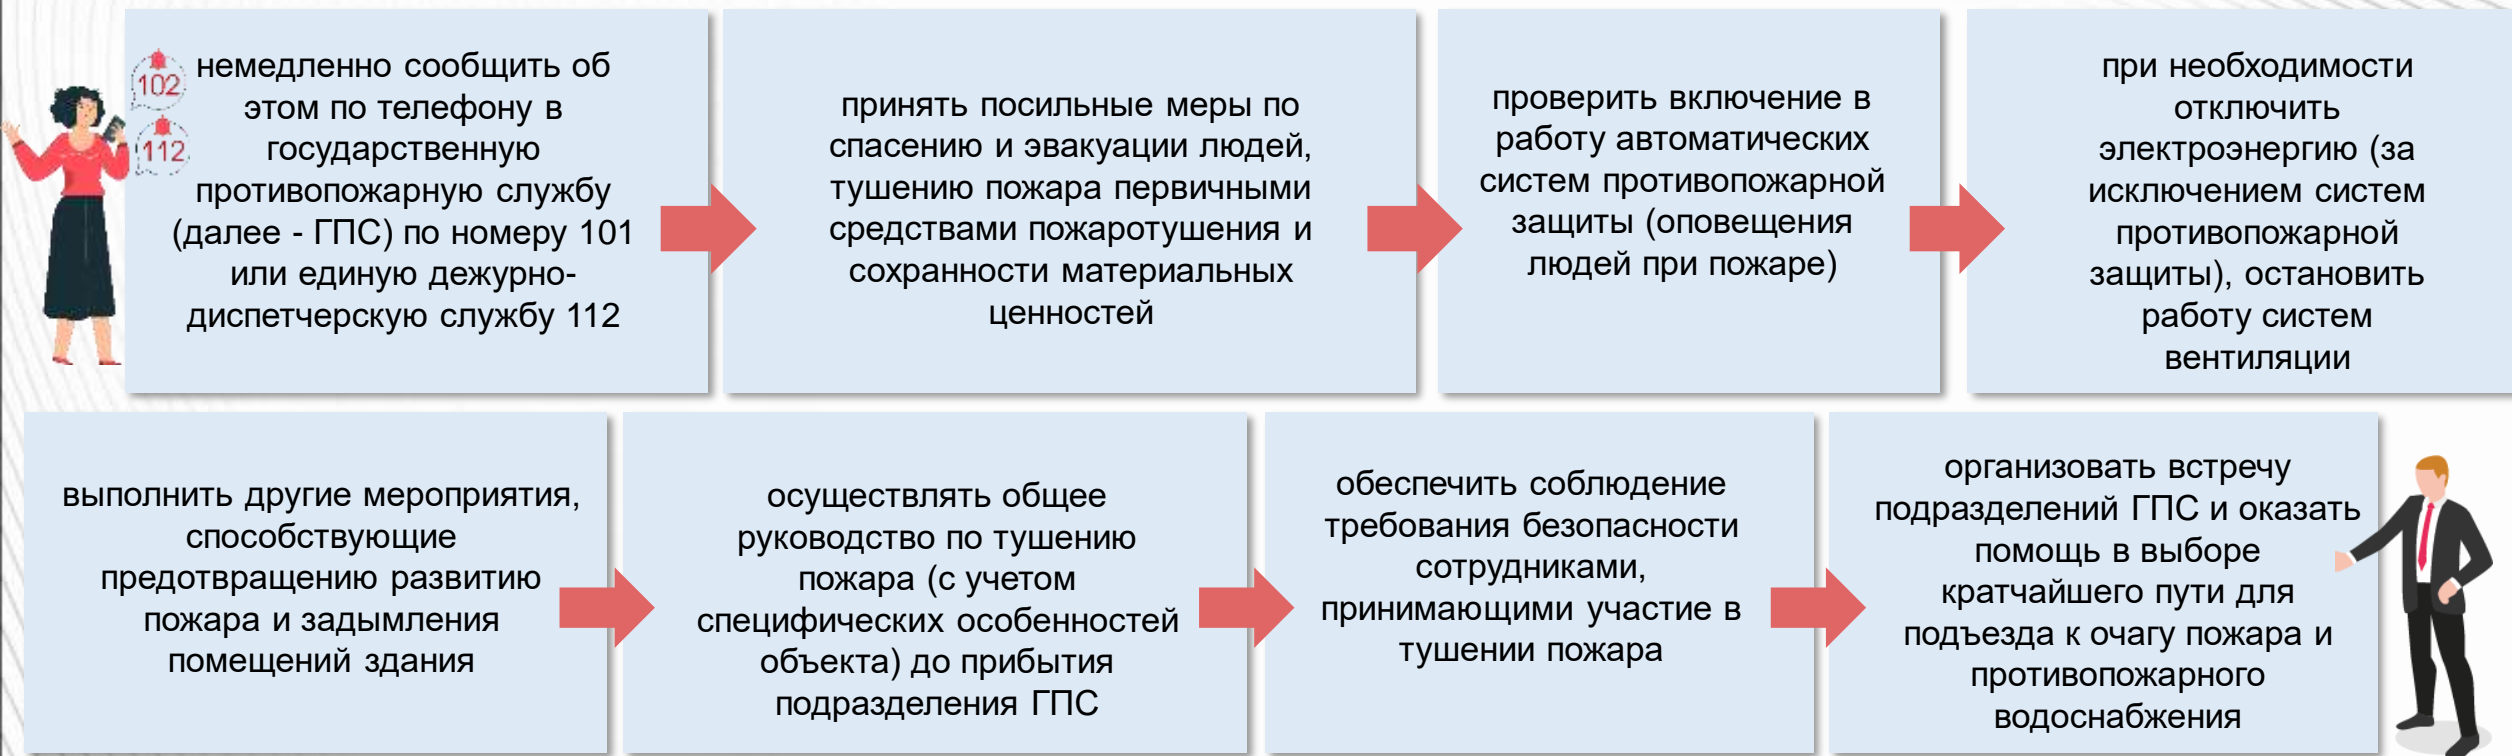 102
112
немедленно сообщить об
этом по телефону в
государственную
противопожарную службу
(далее - ГПС) по номеру 101
или единую дежурно-
диспетчерскую службу 112
принять посильные меры по
спасению и эвакуации людей,
тушению пожара первичными
средствами пожаротушения и
сохранности материальных
ценностей
проверить включение в
работу автоматических
систем противопожарной
защиты (оповещения
людей при пожаре)
при необходимости
отключить
электроэнергию (за
исключением систем
противопожарной
защиты), остановить
работу систем
вентиляции
выполнить другие мероприятия,
способствующие
предотвращению развитию
пожара и задымления
помещений здания
осуществлять общее
руководство по тушению
пожара (с учетом
специфических особенностей
объекта) до прибытия
подразделения ГПС
обеспечить соблюдение
требования безопасности
сотрудниками,
принимающими участие в
тушении пожара
организовать встречу
подразделений ГПС и оказать
помощь в выборе
кратчайшего пути для
подъезда к очагу пожара и
противопожарного
водоснабжения